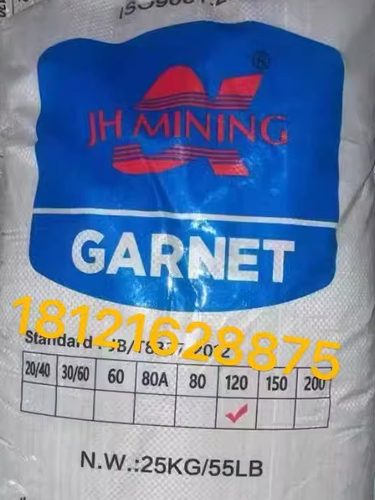 JH MINING
®
GARNET
18121628875
Standard
20/40 30/60 60 80A 80 120 150 200
✓
N.W.:25KG/55LB